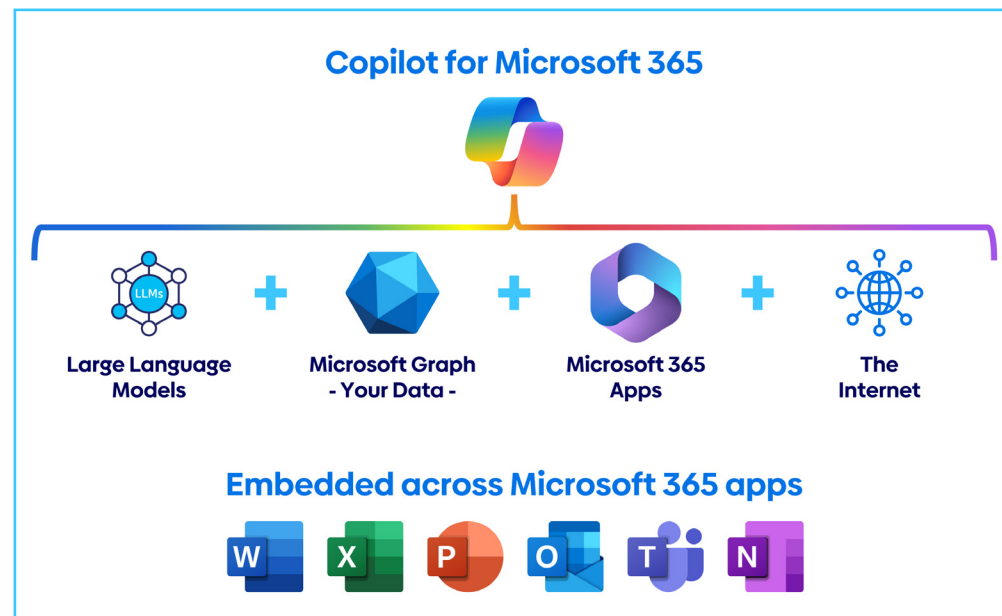 Copilot for Microsoft 365
LLMs
Large Language
Models
Microsoft Graph
- Your Data -
Microsoft 365
Apps
The
Internet
Embedded across Microsoft 365 apps
W
X
P
O
T
N